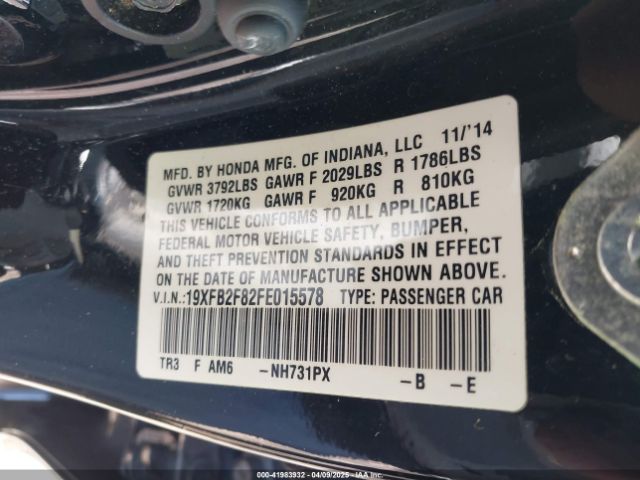 MFD. BY HONDA MFG. OF INDIANA, LLC 11/'14
GVWR 3792LBS GAWR F 2029LBS R 1786LBS
GVWR 1720KG GAWR F 920KG R 810KG
THIS VEHICLE CONFORMS TO ALL APPLICABLE
FEDERAL MOTOR VEHICLE SAFETY, BUMPER,
AND THEFT PREVENTION STANDARDS IN EFFECT
ON THE DATE OF MANUFACTURE SHOWN ABOVE.
V.I.N.: 19XFB2F82FE015578 TYPE: PASSENGER CAR
TR3 F AM6 -NH731PX -B -E
000-41983932 - 04/09/2025 - IAAI.COM